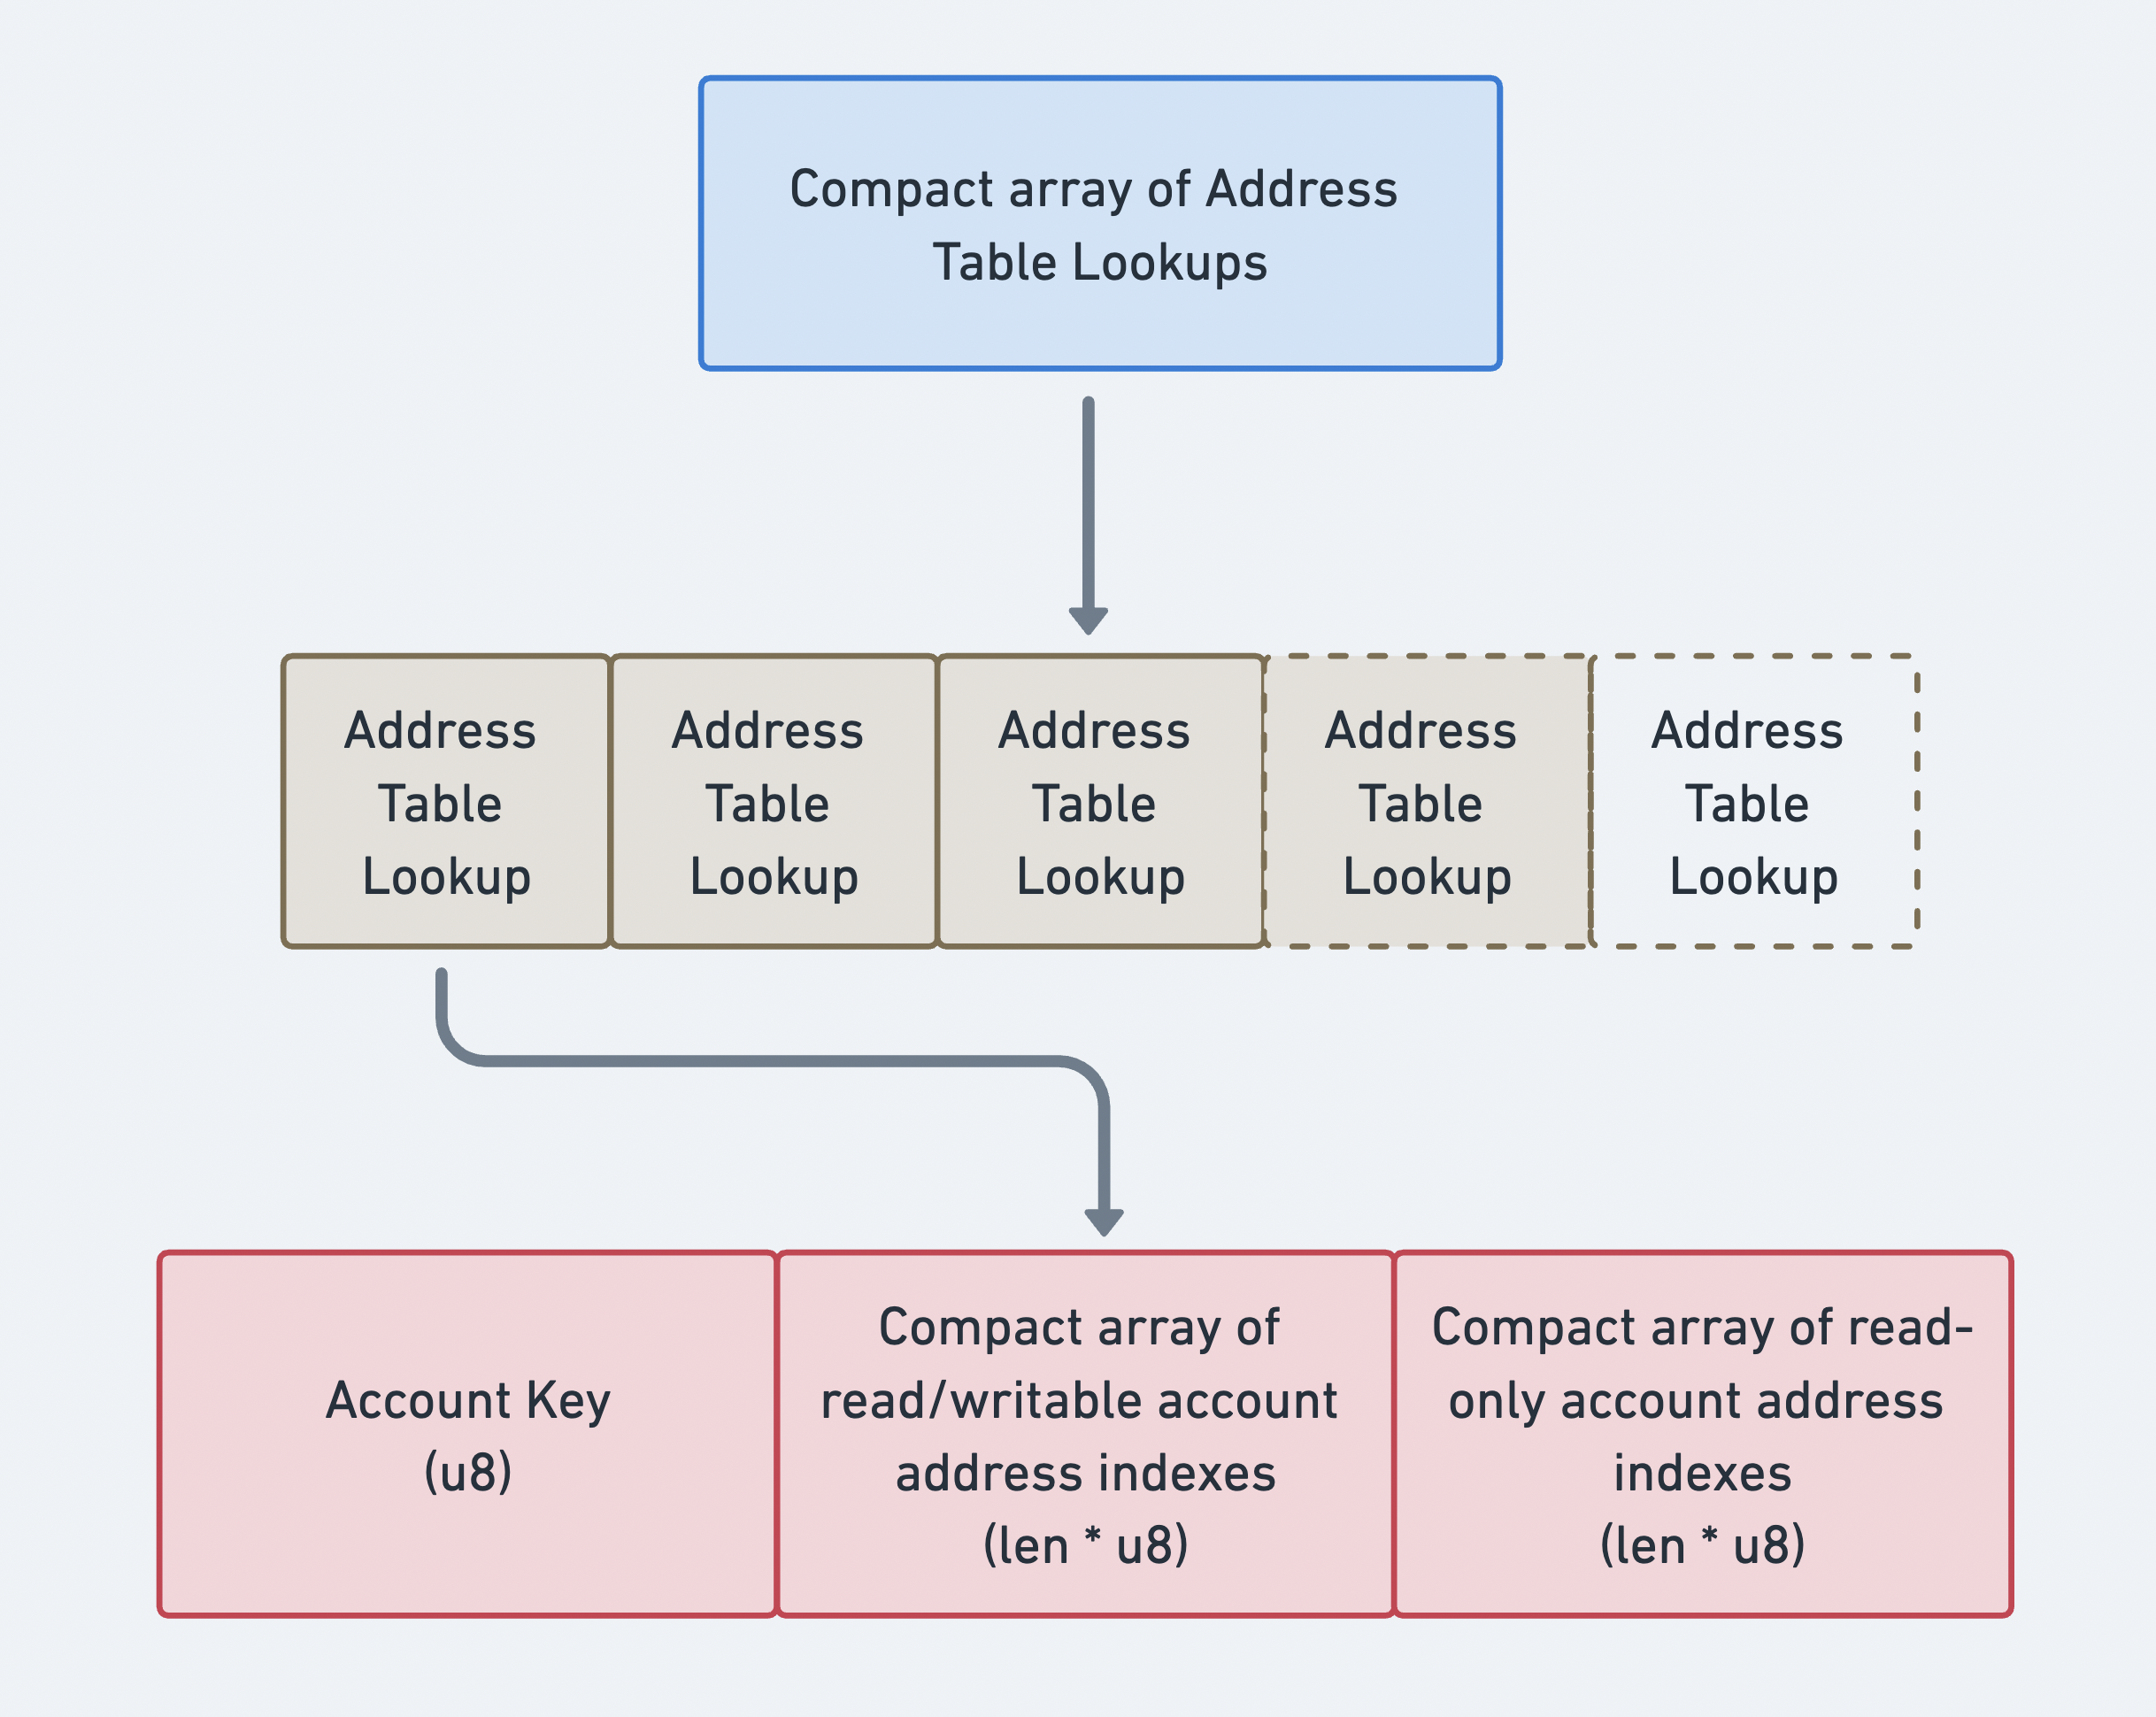 Compact array of Address
Table Lookups
Address
Table
Lookup
Address
Table
Lookup
Address
Table
Lookup
Address
Table
Lookup
Address
Table
Lookup
Account Key
(u8)
Compact array of
read/writable account
address indexes
(len * u8)
Compact array of read-
only account address
indexes
(len * u8)